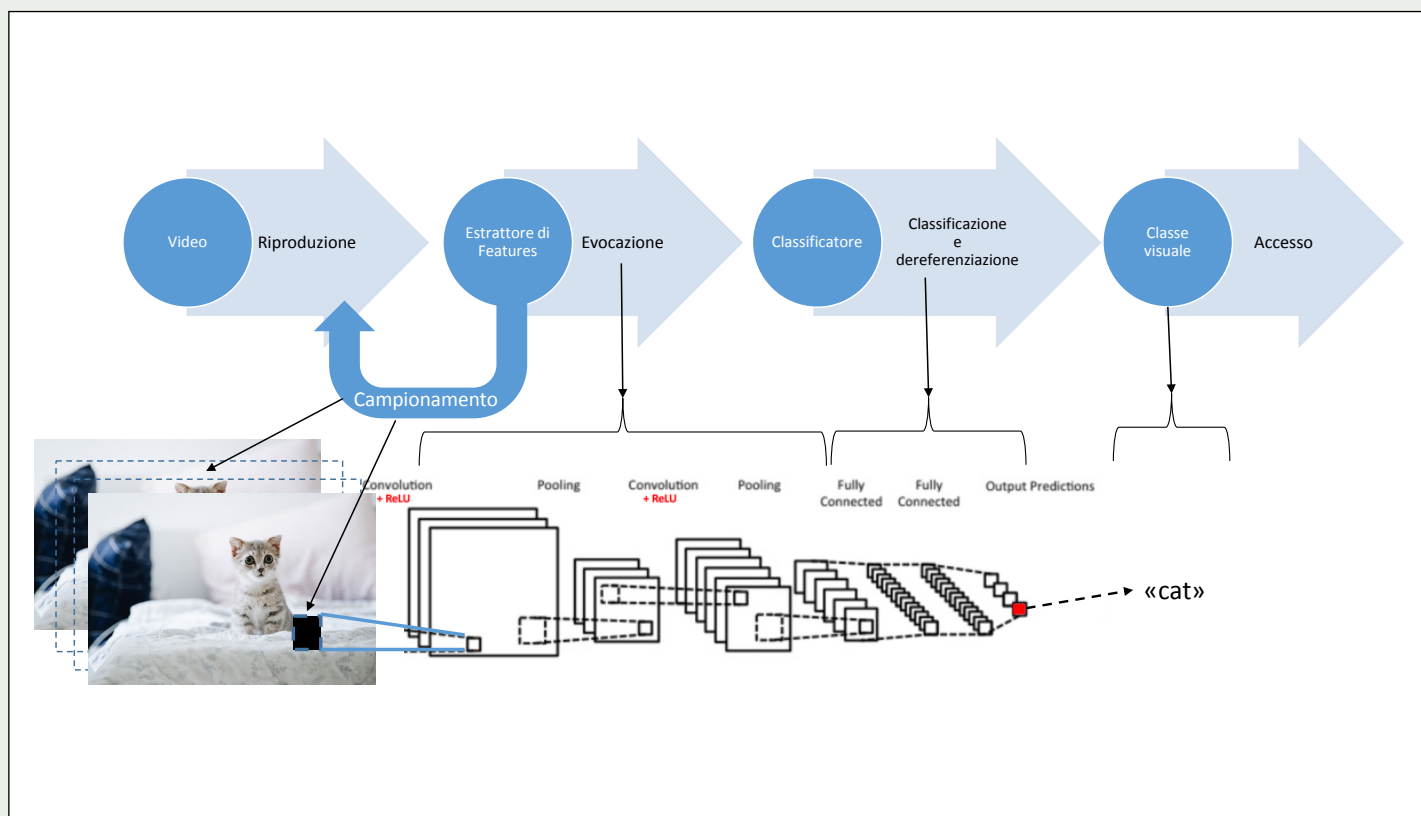 Video
Riproduzione
Estrattore di
Features
Evocazione
Classificatore
Classificazione
e
dereferenziazione
Classe
visuale
Accesso
Campionamento
Convolution
+ ReLU
Pooling
Convolution
+ ReLU
Pooling
Fully
Connected
Fully
Connected
Output Predictions
«cat»